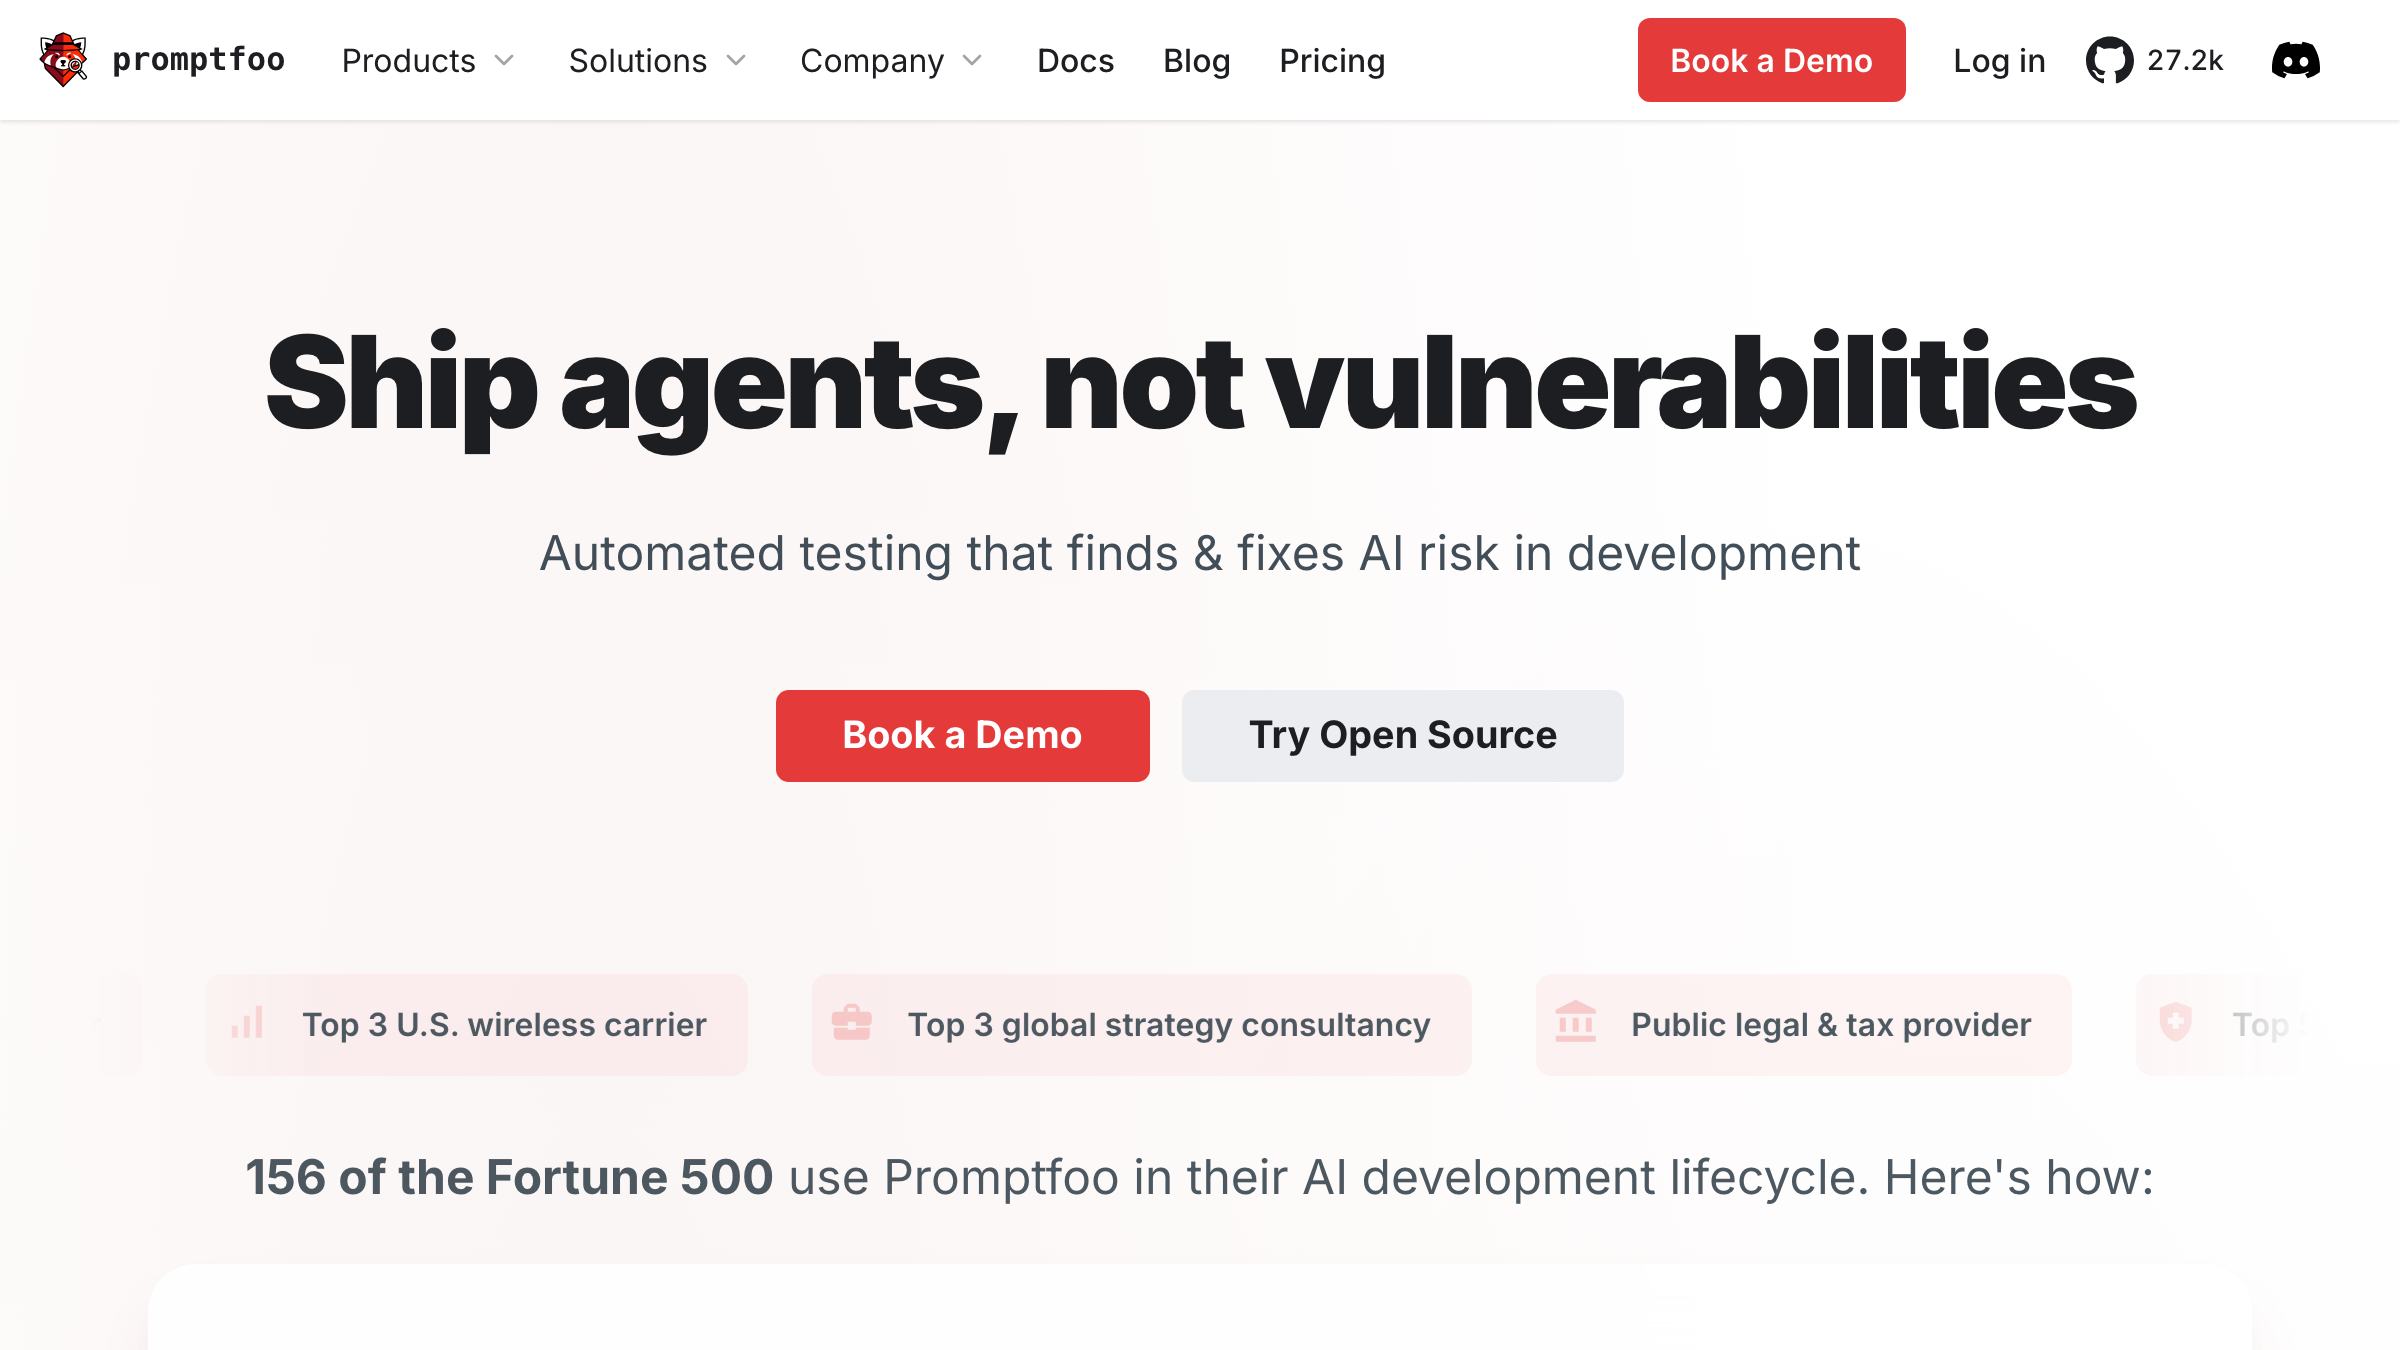 promptfoo Products Solutions Company Docs Blog Pricing Book a Demo Log in 27.2k
Ship agents, not vulnerabilities
Automated testing that finds & fixes AI risk in development
Book a Demo Try Open Source
Top 3 U.S. wireless carrier Top 3 global strategy consultancy Public legal & tax provider Top
156 of the Fortune 500 use Promptfoo in their AI development lifecycle. Here's how: